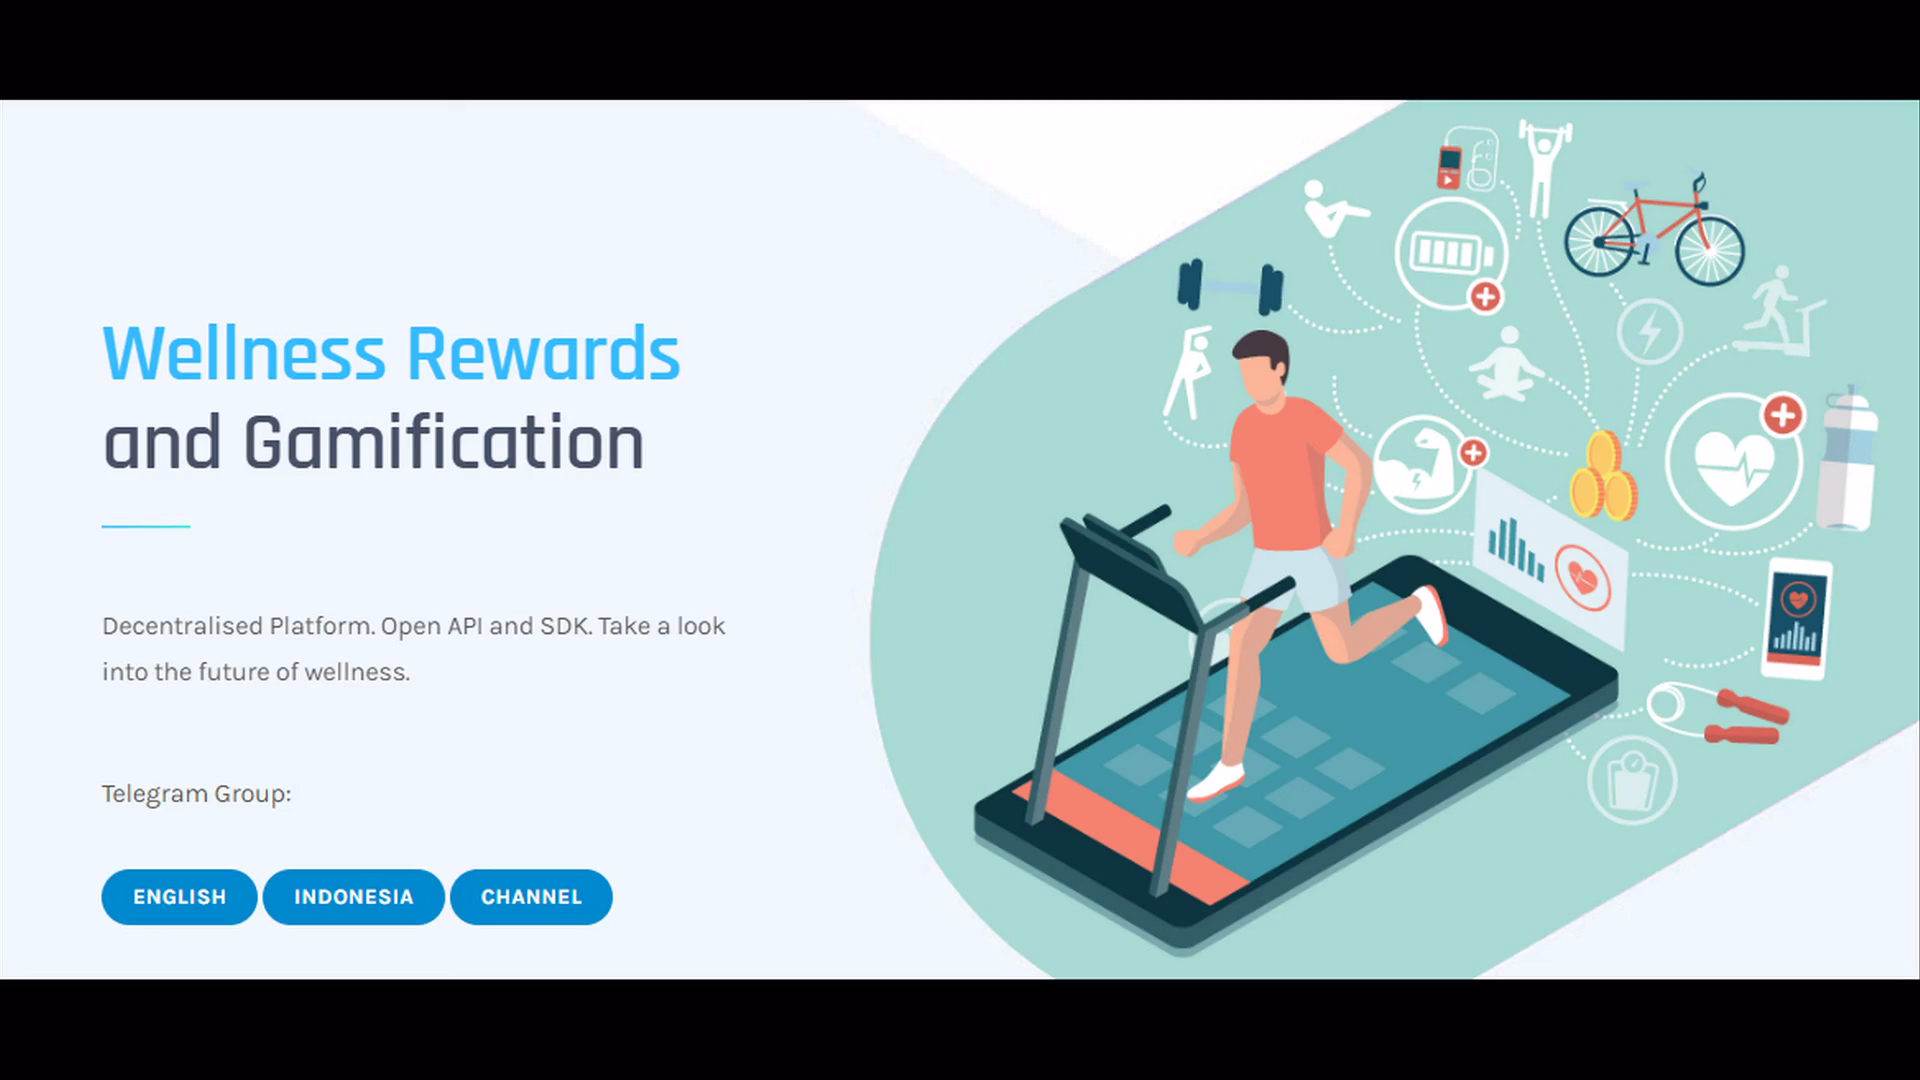 Wellness Rewards
and Gamification
Decentralised Platform. Open API and SDK. Take a look
into the future of wellness.
Telegram Group:
ENGLISH
INDONESIA
CHANNEL